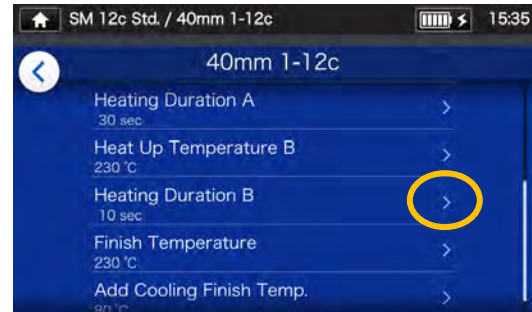 SM 12c Std. / 40mm 1-12c 15:35
40mm 1-12c
Heating Duration A
30 sec
Heat Up Temperature B
230 ℃
Heating Duration B
10 sec
Finish Temperature
230 ℃
Add Cooling Finish Temp.
80 ℃